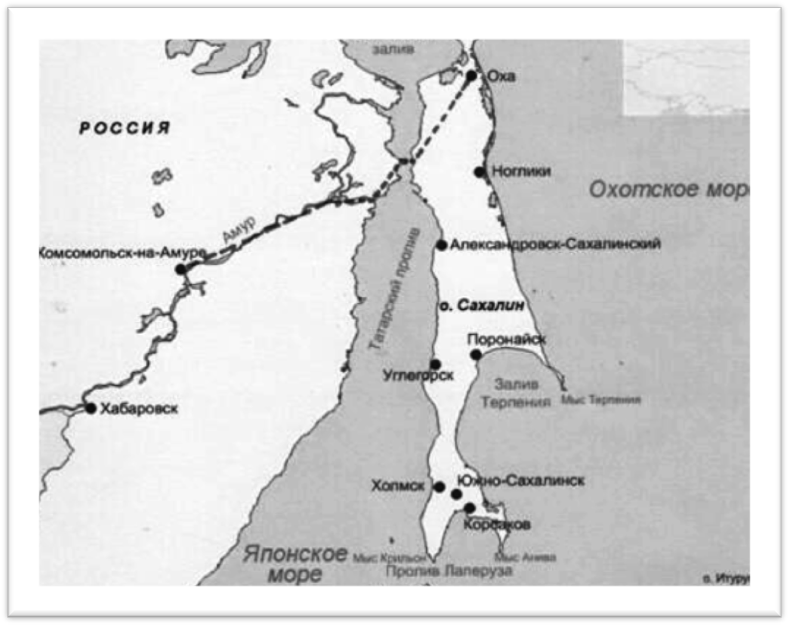 залив
Оха
РОССИЯ
Ноглики
Охотское мор
Амур
Александровск-Сахалинский
Комсомольск-на-Амуре
Татарский пролив
о. Сахалин
Поронайск
Углегорск
Залив
Терпения
Мыс Терпения
Хабаровск
Холмск
Южно-Сахалинск
Корсаков
Японское
море
Мыс Крильон
Мыс Анива
Пролив Лаперуза
о. Итуру